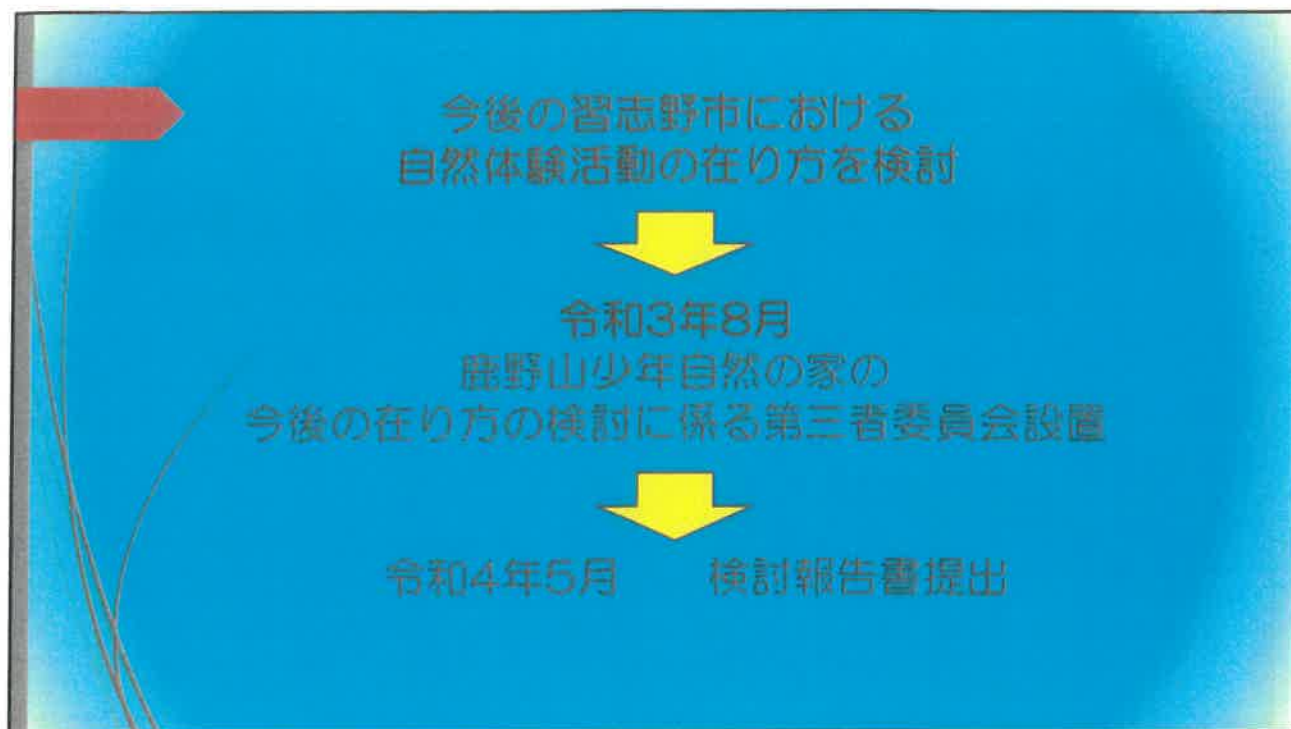 今後の習志野市における
自然体験活動の在り方を検討
令和3年8月
鹿野山少年自然の家の
今後の在り方の検討に係る第三者委員会設置
令和4年5月　検討報告書提出